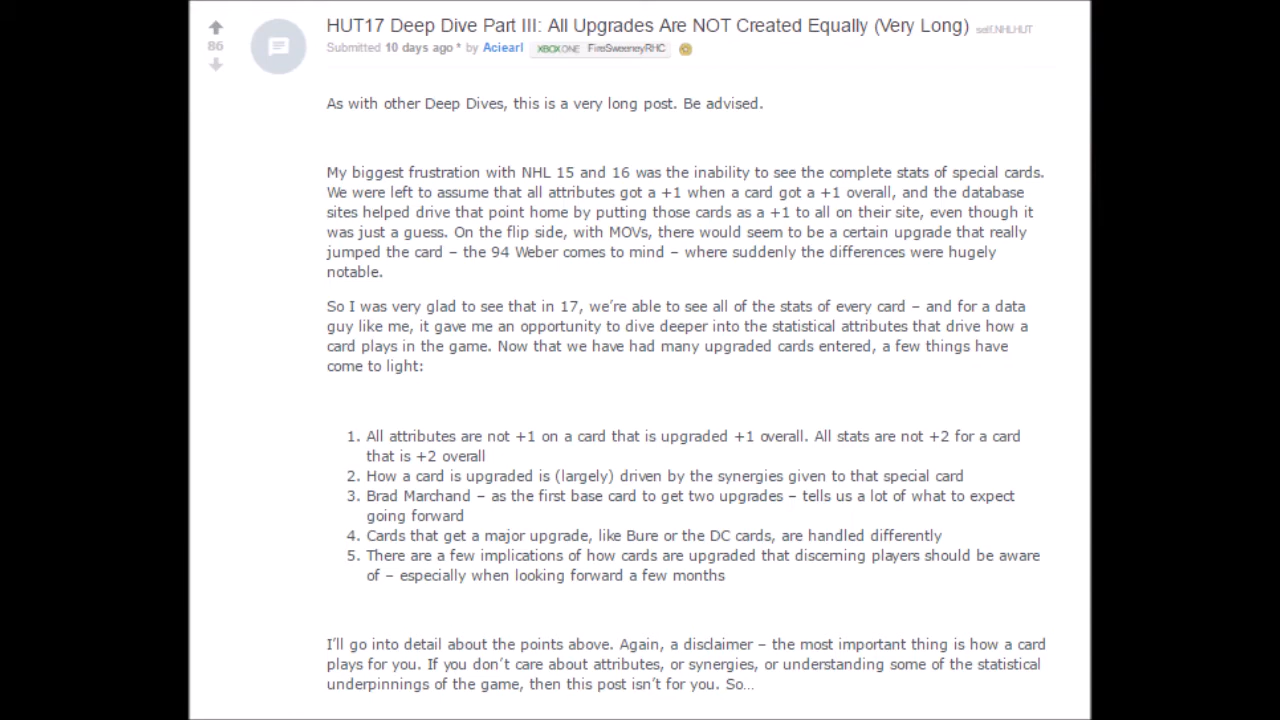 HUT17 Deep Dive Part III: All Upgrades Are NOT Created Equally (Very Long) self.NHLHUT
86
Submitted 10 days ago * by Aciearl XBOX ONE FireSweeneyRHC
As with other Deep Dives, this is a very long post. Be advised.
My biggest frustration with NHL 15 and 16 was the inability to see the complete stats of special cards.
We were left to assume that all attributes got a +1 when a card got a +1 overall, and the database
sites helped drive that point home by putting those cards as a +1 to all on their site, even though it
was just a guess. On the flip side, with MOVs, there would seem to be a certain upgrade that really
jumped the card – the 94 Weber comes to mind – where suddenly the differences were hugely
notable.
So I was very glad to see that in 17, we’re able to see all of the stats of every card – and for a data
guy like me, it gave me an opportunity to dive deeper into the statistical attributes that drive how a
card plays in the game. Now that we have had many upgraded cards entered, a few things have
come to light:
1. All attributes are not +1 on a card that is upgraded +1 overall. All stats are not +2 for a card
that is +2 overall
2. How a card is upgraded is (largely) driven by the synergies given to that special card
3. Brad Marchand – as the first base card to get two upgrades – tells us a lot of what to expect
going forward
4. Cards that get a major upgrade, like Bure or the DC cards, are handled differently
5. There are a few implications of how cards are upgraded that discerning players should be aware
of – especially when looking forward a few months
I’ll go into detail about the points above. Again, a disclaimer – the most important thing is how a card
plays for you. If you don’t care about attributes, or synergies, or understanding some of the statistical
underpinnings of the game, then this post isn’t for you. So…